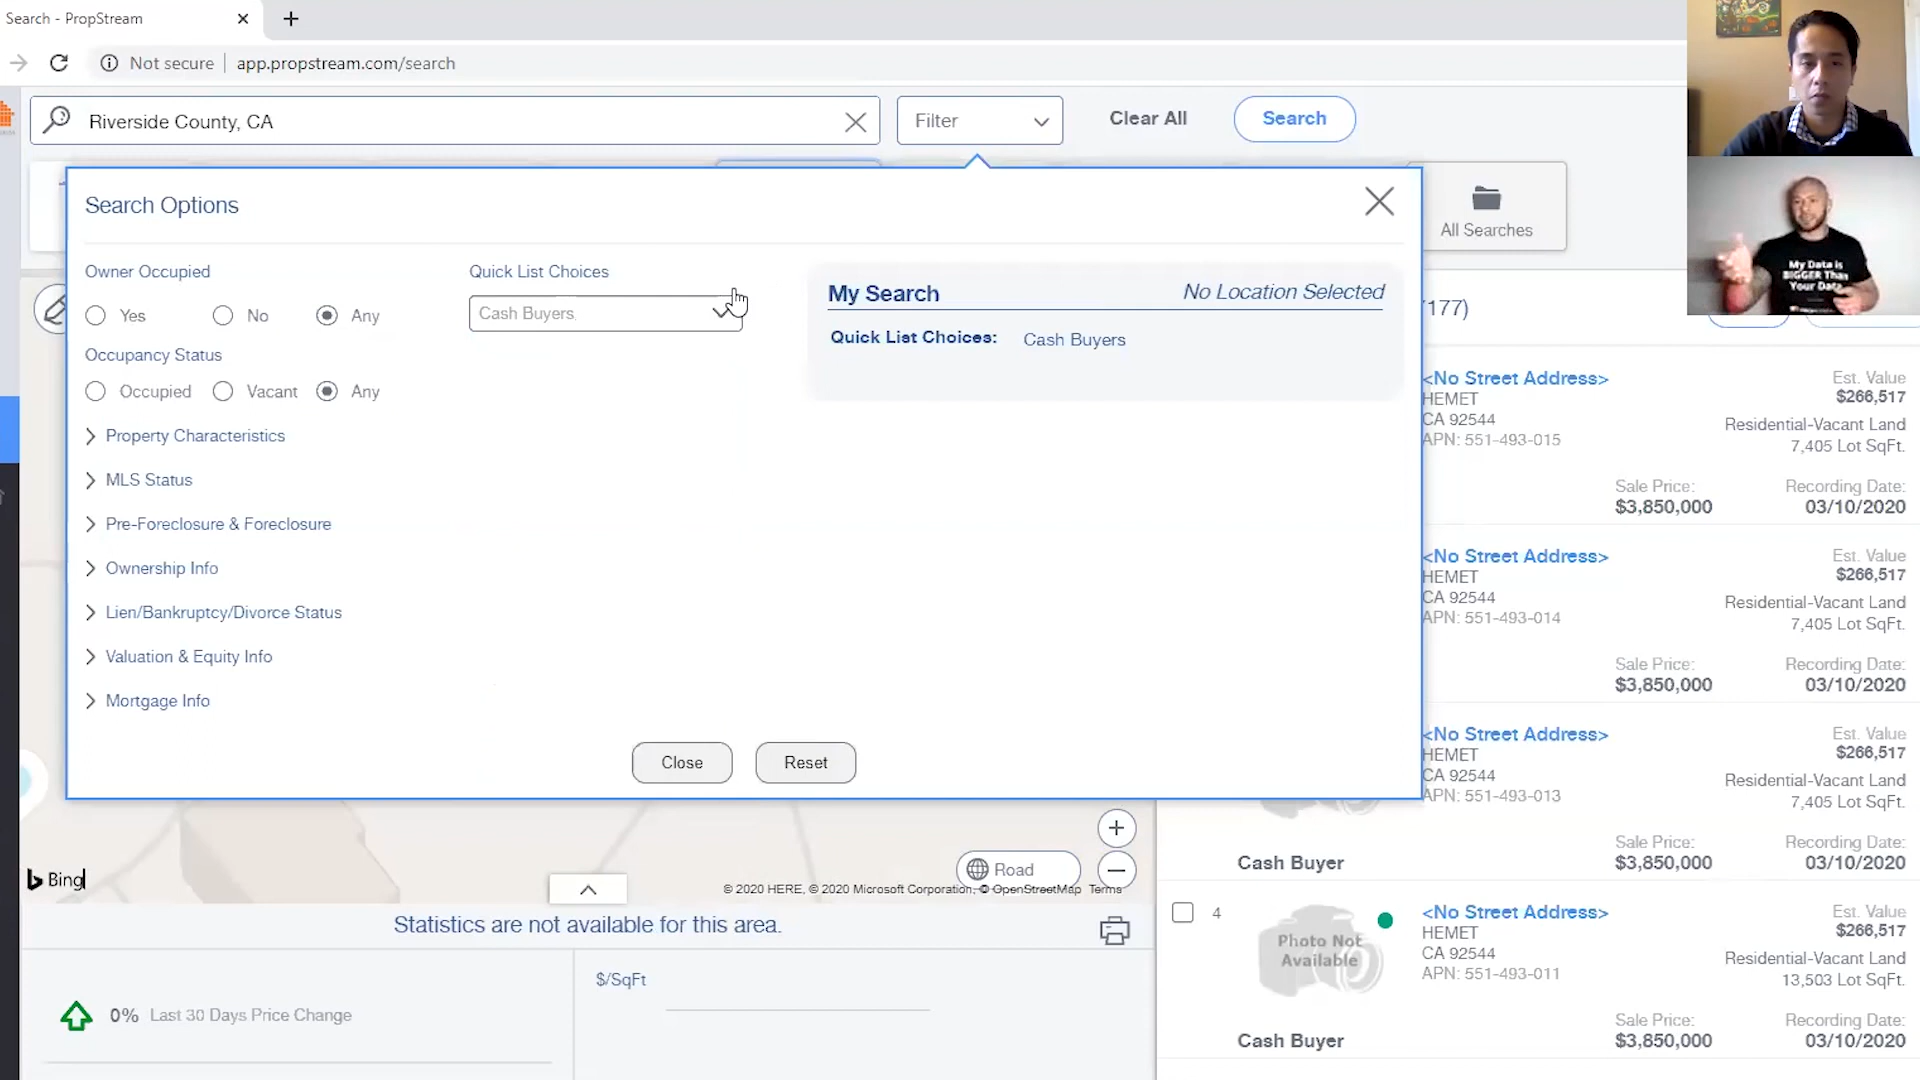 Search - PropStream
Not secure
app.propstream.com/search
Riverside County, CA
Filter
Clear All
Search
All Searches
Search Options
Owner Occupied
Yes
No
Any
Occupancy Status
Occupied
Vacant
Any
Property Characteristics
MLS Status
Pre-Foreclosure & Foreclosure
Ownership Info
Lien/Bankruptcy/Divorce Status
Valuation & Equity Info
Mortgage Info
Quick List Choices
Cash Buyers
My Search
No Location Selected
Quick List Choices: Cash Buyers
Close
Reset
My Data is
BIGGER Than
Your Data
177)
<No Street Address>
HEMET
CA 92544
APN: 551-493-015
Est. Value
$266,517
Residential-Vacant Land
7,405 Lot SqFt.
Sale Price:
$3,850,000
Recording Date:
03/10/2020
<No Street Address>
HEMET
CA 92544
APN: 551-493-014
Est. Value
$266,517
Residential-Vacant Land
7,405 Lot SqFt.
Sale Price:
$3,850,000
Recording Date:
03/10/2020
<No Street Address>
HEMET
CA 92544
APN: 551-493-013
Est. Value
$266,517
Residential-Vacant Land
7,405 Lot SqFt.
Cash Buyer
Sale Price:
$3,850,000
Recording Date:
03/10/2020
4
Photo Not
Available
<No Street Address>
HEMET
CA 92544
APN: 551-493-011
Est. Value
$266,517
Residential-Vacant Land
13,503 Lot SqFt.
Cash Buyer
Sale Price:
$3,850,000
Recording Date:
03/10/2020
Bing
Road
© 2020 HERE, © 2020 Microsoft Corporation, © OpenStreetMap Terms
Statistics are not available for this area.
0% Last 30 Days Price Change
$/SqFt